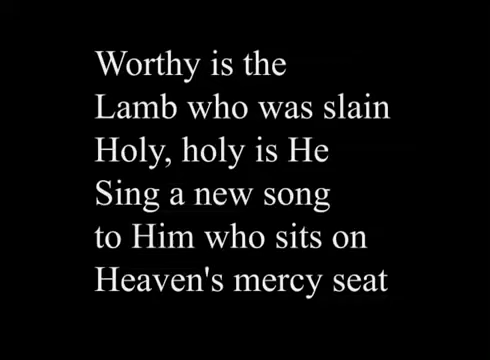 Worthy is the
Lamb who was slain
Holy, holy is He
Sing a new song
to Him who sits on
Heaven's mercy seat